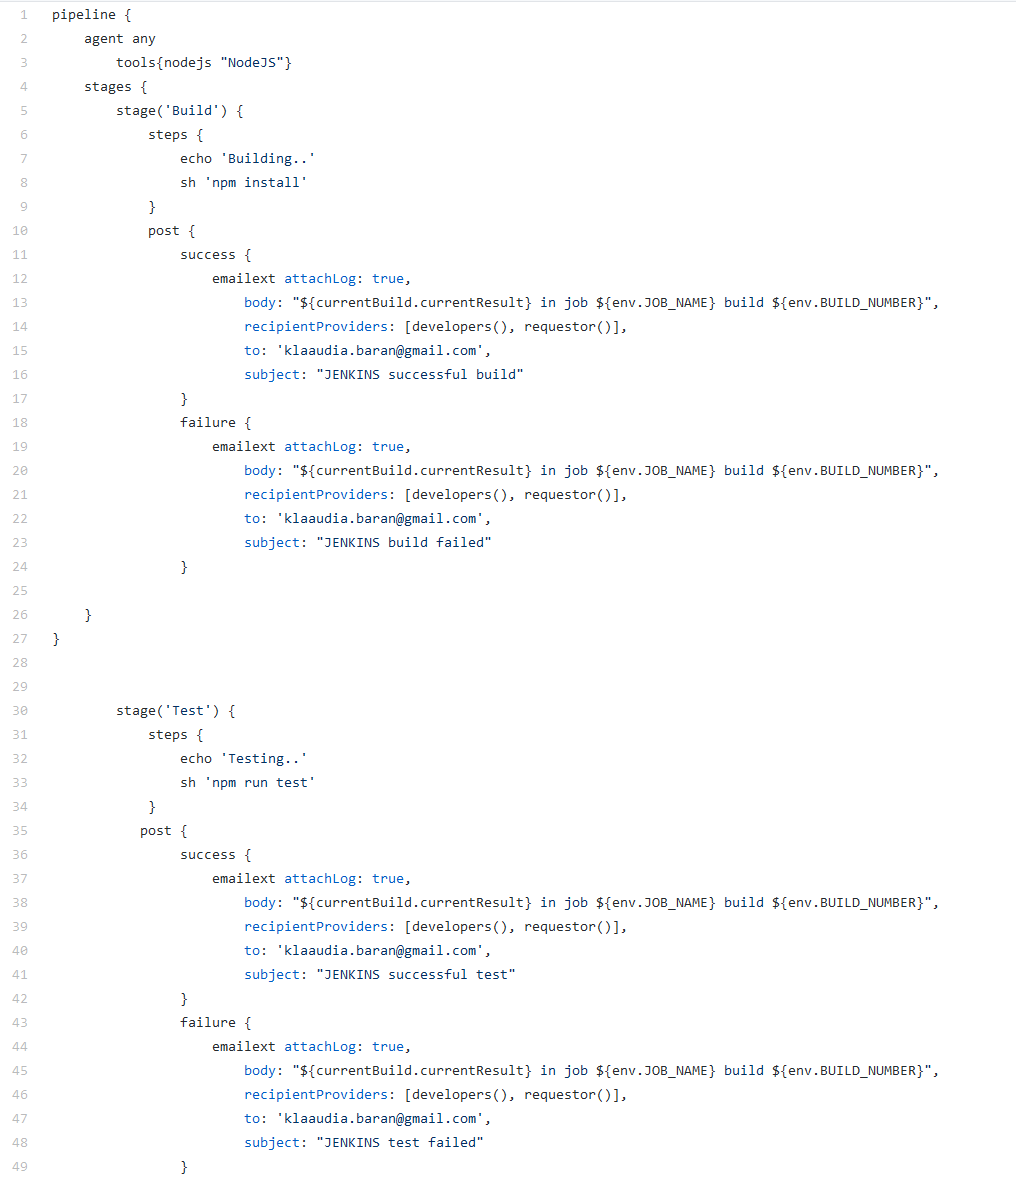 1 pipeline {
2 agent any
3 tools{nodejs "NodeJS"}
4 stages {
5 stage('Build') {
6 steps {
7 echo 'Building..'
8 sh 'npm install'
9 }
10 post {
11 success {
12 emailext attachLog: true,
13 body: "${currentBuild.currentResult} in job ${env.JOB_NAME} build ${env.BUILD_NUMBER}",
14 recipientProviders: [developers(), requestor()],
15 to: 'klaaudia.baran@gmail.com',
16 subject: "JENKINS successful build"
17 }
18 failure {
19 emailext attachLog: true,
20 body: "${currentBuild.currentResult} in job ${env.JOB_NAME} build ${env.BUILD_NUMBER}",
21 recipientProviders: [developers(), requestor()],
22 to: 'klaaudia.baran@gmail.com',
23 subject: "JENKINS build failed"
24 }
25
26 }
27 }
28
29
30 stage('Test') {
31 steps {
32 echo 'Testing..'
33 sh 'npm run test'
34 }
35 post {
36 success {
37 emailext attachLog: true,
38 body: "${currentBuild.currentResult} in job ${env.JOB_NAME} build ${env.BUILD_NUMBER}",
39 recipientProviders: [developers(), requestor()],
40 to: 'klaaudia.baran@gmail.com',
41 subject: "JENKINS successful test"
42 }
43 failure {
44 emailext attachLog: true,
45 body: "${currentBuild.currentResult} in job ${env.JOB_NAME} build ${env.BUILD_NUMBER}",
46 recipientProviders: [developers(), requestor()],
47 to: 'klaaudia.baran@gmail.com',
48 subject: "JENKINS test failed"
49 }